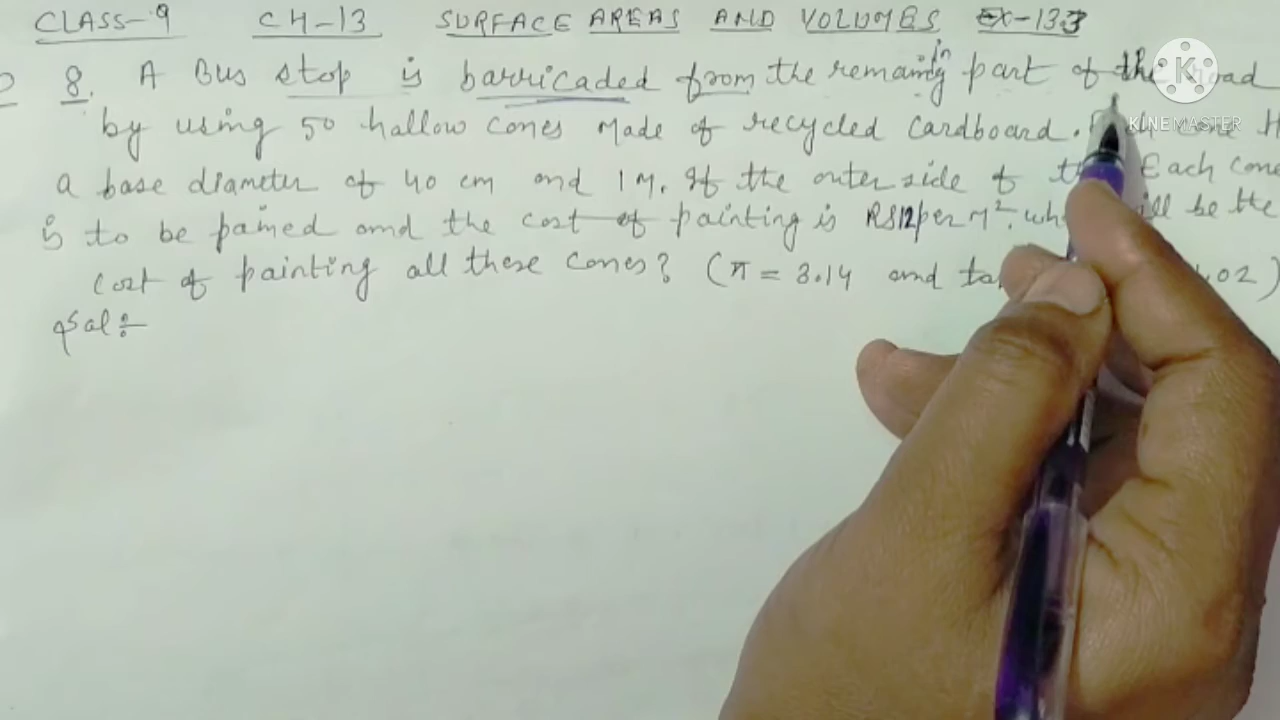 CLASS-9 CH-13 SURFACE AREAS AND VOLUMES EX-13.3
8. A Bus stop is barricaded from the remaining part of the road
by using 50 hallow cones made of recycled cardboard.
a base diameter of 40 cm and 1 M. If the outer side of Each cone
is to be pained and the cost of painting is RS12 per M². will be the
cost of painting all these cones? (π = 3.14 and
Sol:-
KINEMASTER